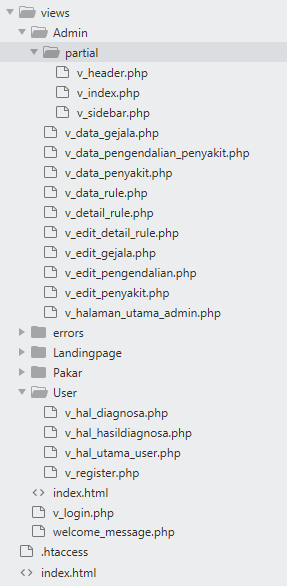 views
Admin
partial
v_header.php
v_index.php
v_sidebar.php
v_data_gejala.php
v_data_pengendalian_penyakit.php
v_data_penyakit.php
v_data_rule.php
v_detail_rule.php
v_edit_detail_rule.php
v_edit_gejala.php
v_edit_pengendalian.php
v_edit_penyakit.php
v_halaman_utama_admin.php
errors
Landingpage
Pakar
User
v_hal_diagnosa.php
v_hal_hasildiagnosa.php
v_hal_utama_user.php
v_register.php
index.html
v_login.php
welcome_message.php
.htaccess
index.html